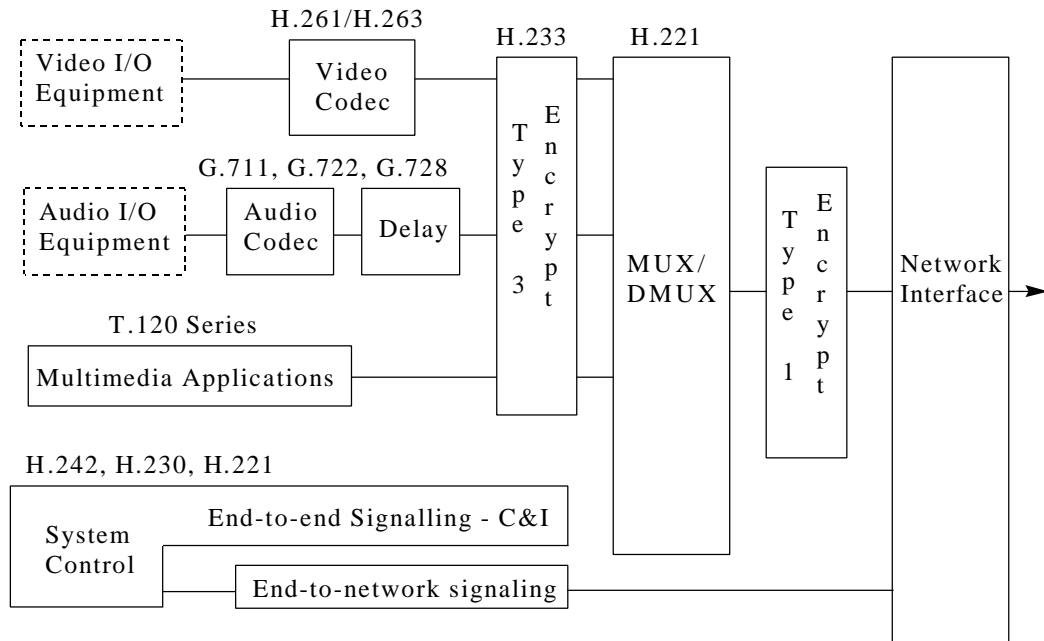 H.261/H.263
H.233
H.221
Video I/O
Equipment
Video
Codec
Type 3
Encrypt
G.711, G.722, G.728
Audio I/O
Equipment
Audio
Codec
Delay
MUX/
DMUX
Type 1
Encrypt
Network
Interface
T.120 Series
Multimedia Applications
H.242, H.230, H.221
System
Control
End-to-end Signalling - C&I
End-to-network signaling